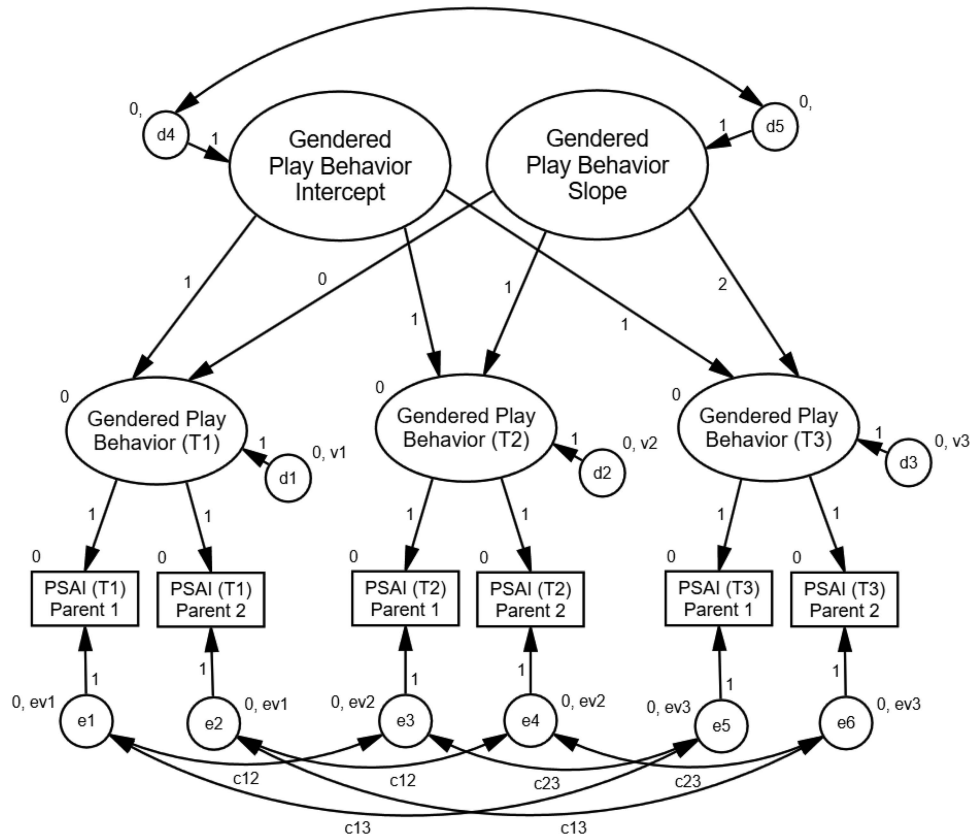 0,
d4
1
Gendered
Play Behavior
Intercept
Gendered
Play Behavior
Slope
1
d5
0,
1
0
1
1
1
2
0
Gendered Play
Behavior (T1)
1
0, v1
d1
0
Gendered Play
Behavior (T2)
1
0, v2
d2
0
Gendered Play
Behavior (T3)
1
0, v3
d3
1
1
1
1
1
1
0
PSAI (T1)
Parent 1
0
PSAI (T1)
Parent 2
0
PSAI (T2)
Parent 1
0
PSAI (T2)
Parent 2
0
PSAI (T3)
Parent 1
0
PSAI (T3)
Parent 2
1
1
1
1
1
1
0, ev1
e1
e2
0, ev1
0, ev2
e3
e4
0, ev2
0, ev3
e5
e6
0, ev3
c12
c12
c23
c23
c13
c13